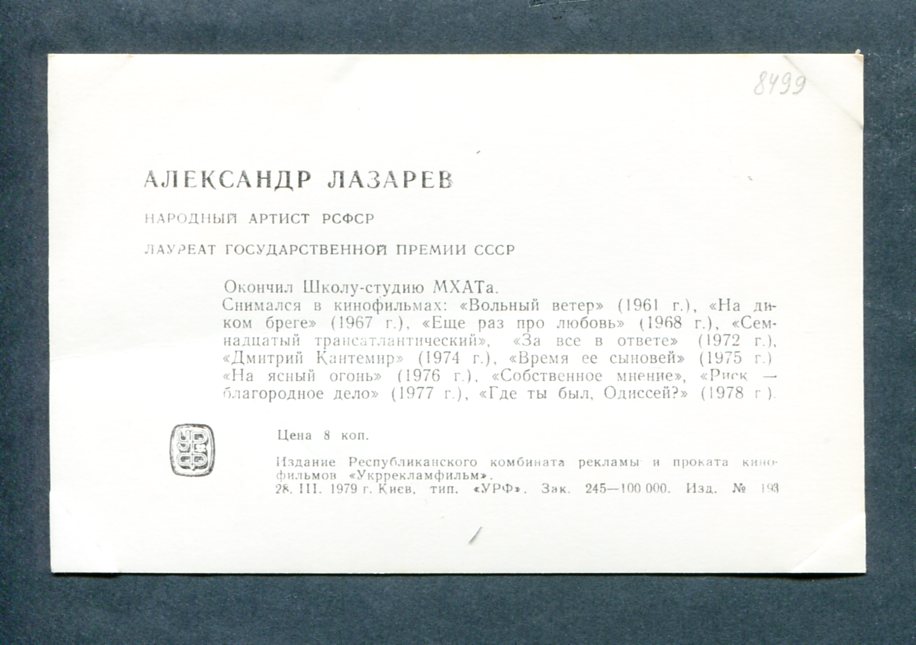 8499
АЛЕКСАНДР ЛАЗАРЕВ
НАРОДНЫЙ АРТИСТ РСФСР
ЛАУРЕАТ ГОСУДАРСТВЕННОЙ ПРЕМИИ СССР
Окончил Школу-студию МХАТа.
Снимался в кинофильмах: «Вольный ветер» (1961 г.), «На ди-
ком бреге» (1967 г.), «Еще раз про любовь» (1968 г.), «Сем-
надцатый трансатлантический», «За все в ответе» (1972 г.),
«Дмитрий Кантемир» (1974 г.), «Время ее сыновей» (1975 г.)
«На ясный огонь» (1976 г.), «Собственное мнение», «Риск —
благородное дело» (1977 г.), «Где ты был, Одиссей?» (1978 г.).
УРФ
Цена 8 коп.
Издание Республиканского комбината рекламы и проката кино-
фильмов «Укррекламфильм».
28. III. 1979 г. Киев, тип. «УРФ». Зак. 245—100 000. Изд. № 193